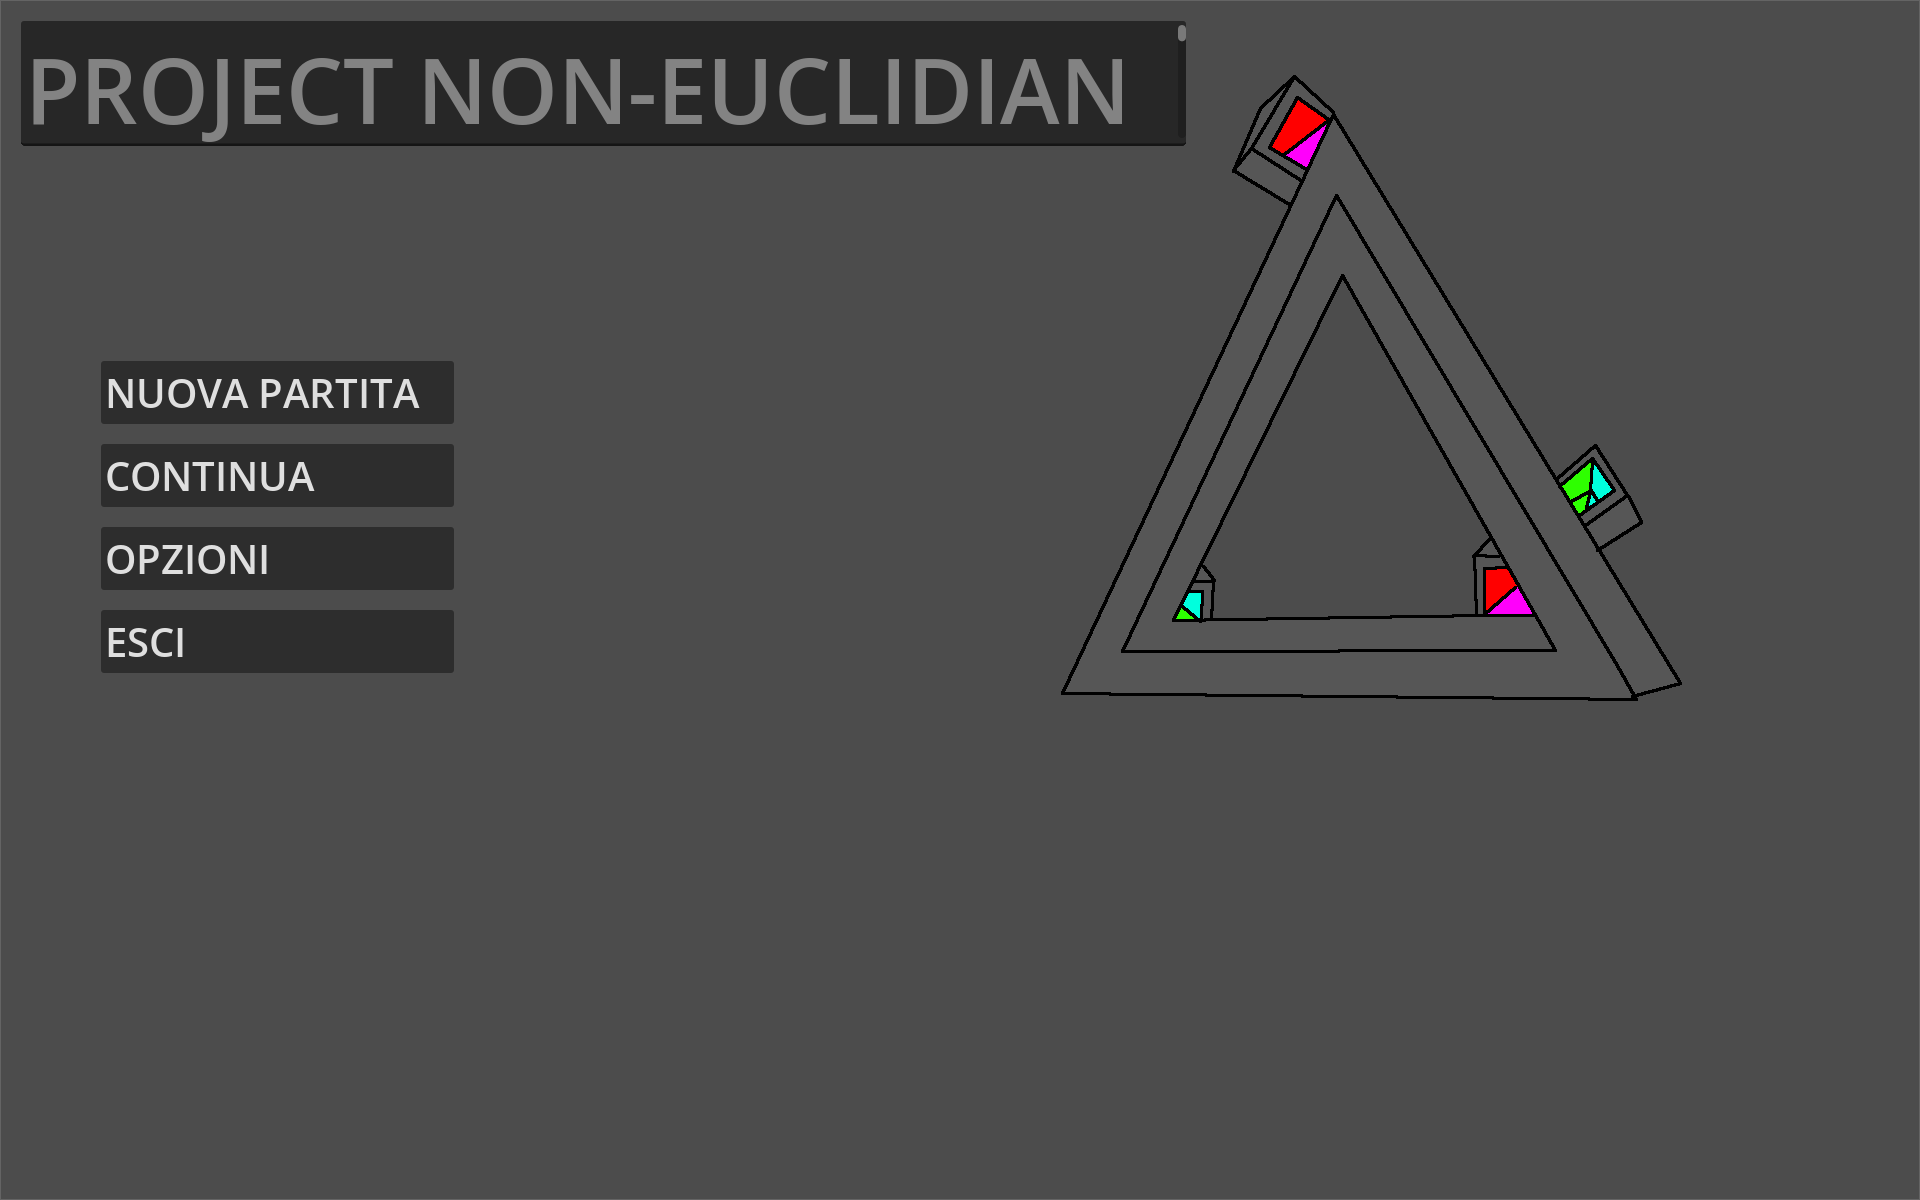 PROJECT NON-EUCLIDIAN
NUOVA PARTITA
CONTINUA
OPZIONI
ESCI